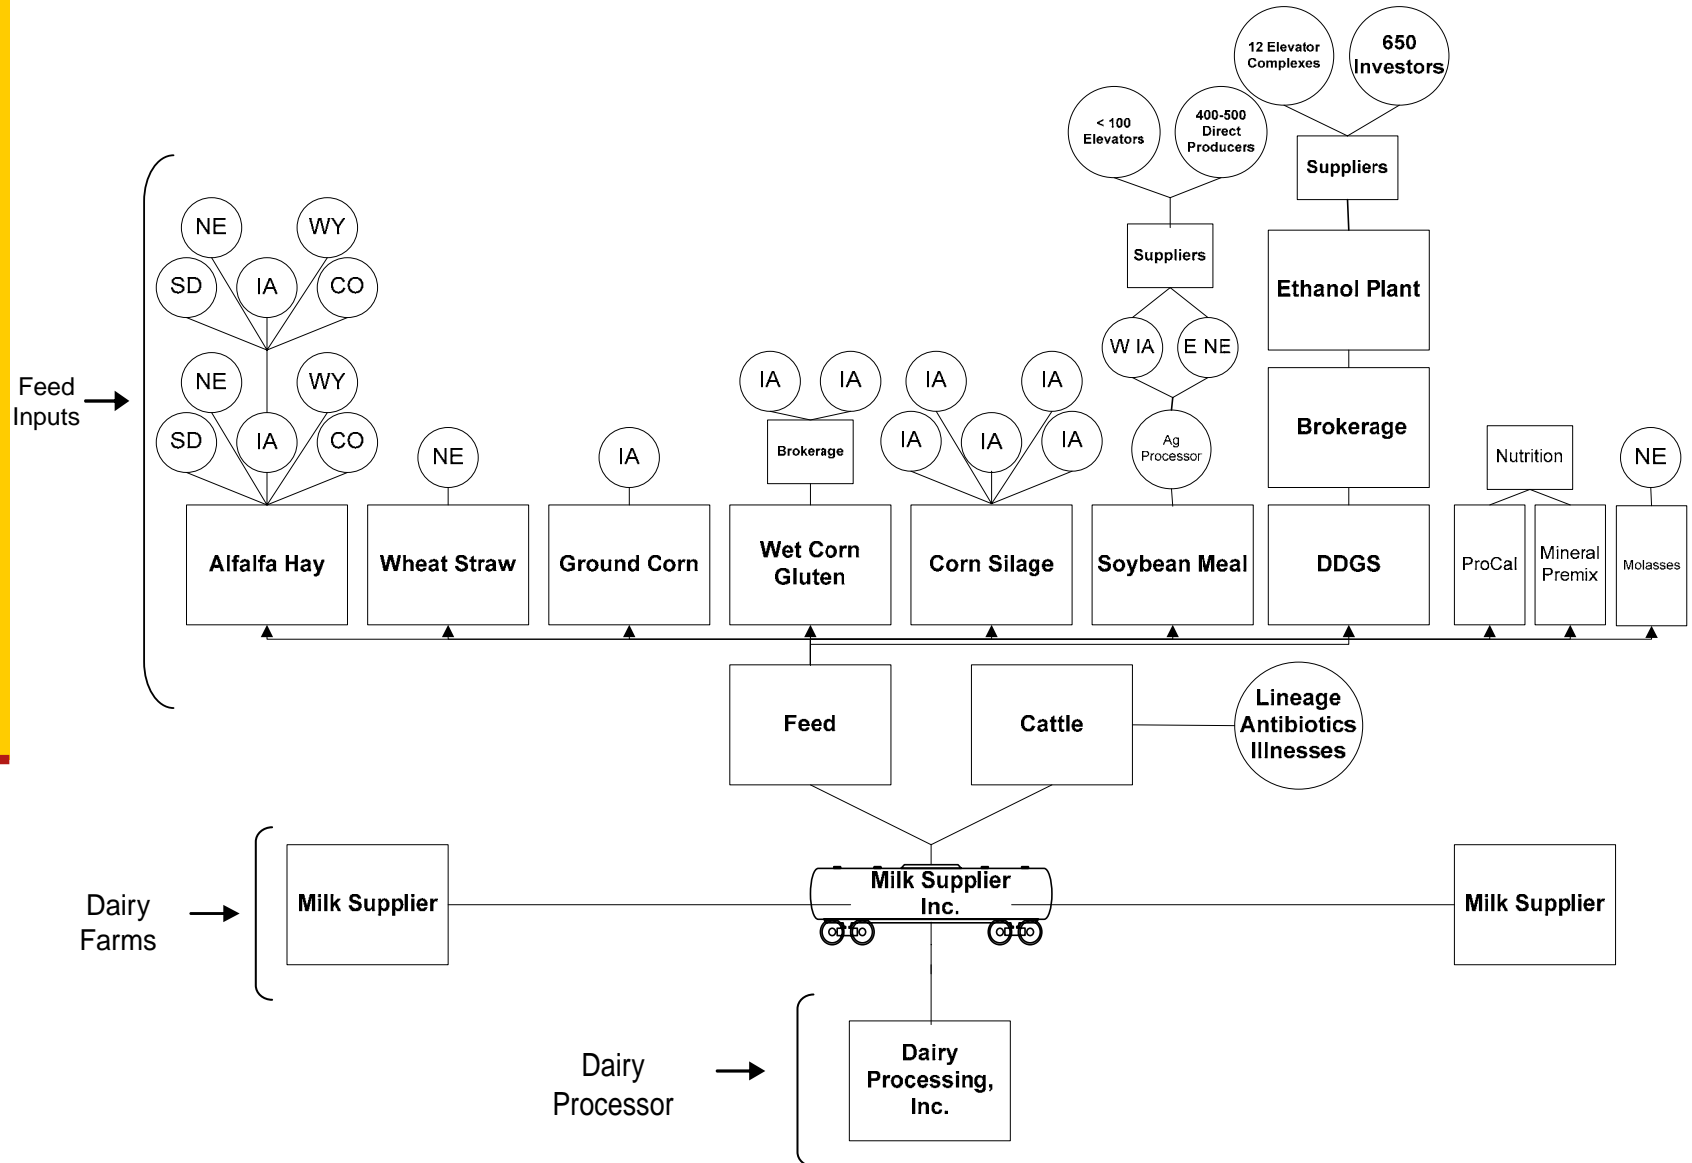 12 Elevator
Complexes
650
Investors
< 100
Elevators
400-500
Direct
Producers
Suppliers
NE
WY
SD
IA
CO
Suppliers
Ethanol Plant
Feed
Inputs
NE
WY
SD
IA
CO
NE
IA
IA
IA
Brokerage
IA
IA
IA
IA
IA
W IA
E NE
Ag
Processor
Brokerage
Nutrition
NE
Alfalfa Hay
Wheat Straw
Ground Corn
Wet Corn
Gluten
Corn Silage
Soybean Meal
DDGS
ProCal
Mineral
Premix
Molasses
Feed
Cattle
Lineage
Antibiotics
Illnesses
Dairy
Farms
Milk Supplier
Milk Supplier
Inc.
Milk Supplier
Dairy
Processor
Dairy
Processing,
Inc.